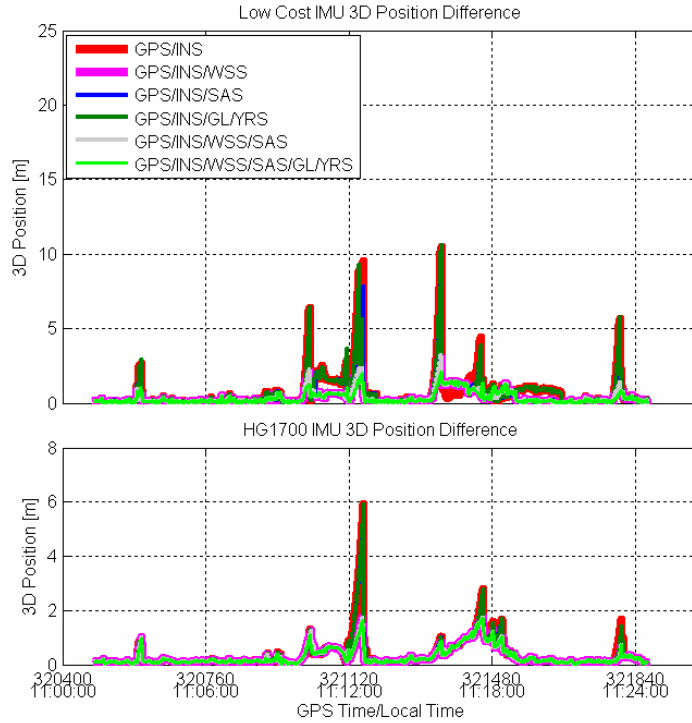 Low Cost IMU 3D Position Difference
25
20
15
10
5
0
3D Position [m]
GPS/INS
GPS/INS/WSS
GPS/INS/SAS
GPS/INS/GL/YRS
GPS/INS/WSS/SAS
GPS/INS/WSS/SAS/GL/YRS
HG1700 IMU 3D Position Difference
8
6
4
2
0
3D Position [m]
320400 320760 321120 321480 321840
11:00:00 11:06:00 11:12:00 11:18:00 11:24:00
GPS Time/Local Time